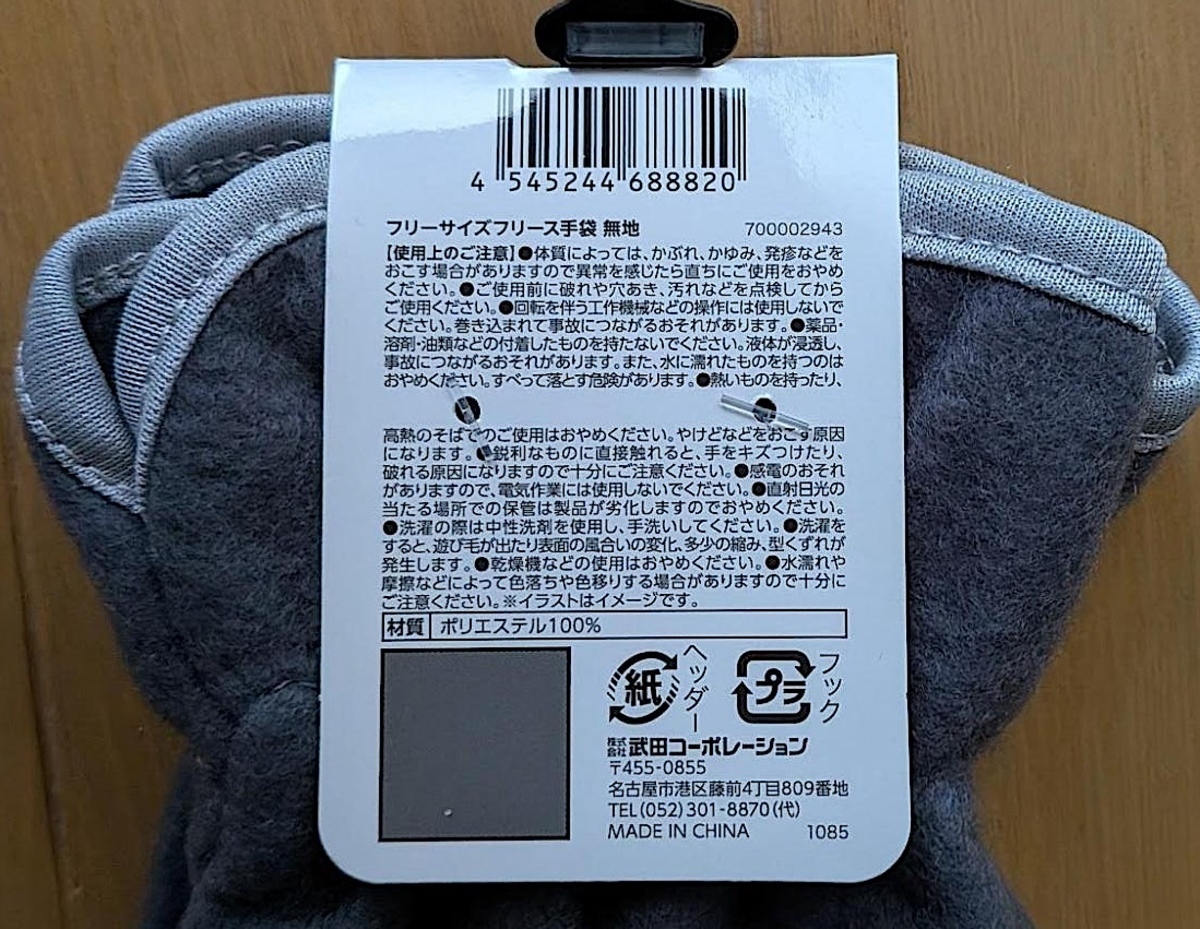 4 545244 688820
フリーサイズフリース手袋 無地 700002943
【使用上のご注意】●体質によっては、かぶれ、かゆみ、発疹などを
おこす場合がありますので異常を感じたら直ちにご使用をおやめ
ください。●ご使用前に破れや穴あき、汚れなどを点検してから
ご使用ください。●回転を伴う工作機械などの操作には使用しないで
ください。巻き込まれて事故につながるおそれがあります。●薬品・
溶剤・油類などの付着したものを持たないでください。液体が浸透し、
事故につながるおそれがあります。また、水に濡れたものを持つのは
おやめください。すべって落とす危険があります。●熱いものを持ったり、
高熱のそばでのご使用はおやめください。やけどなどをおこす原因
になります。●鋭利なものに直接触れると、手をキズつけたり、
破れる原因になりますので十分にご注意ください。●感電のおそれ
がありますので、電気作業には使用しないでください。●直射日光の
当たる場所での保管は製品が劣化しますのでおやめください。
●洗濯の際は中性洗剤を使用し、手洗いしてください。●洗濯を
すると、遊び毛が出たり表面の風合いの変化、多少の縮み、型くずれが
発生します。●乾燥機などの使用はおやめください。●水濡れや
摩擦などによって色落ちや色移りする場合がありますので十分に
ご注意ください。※イラストはイメージです。
材質 ポリエステル100%
紙 ヘッダー プラ フック
株式会社武田コーポレーション
〒455-0855
名古屋市港区藤前4丁目809番地
TEL(052)301-8870(代)
MADE IN CHINA 1085